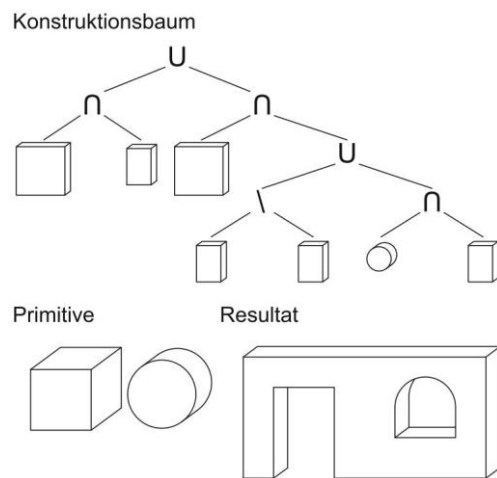 Konstruktionsbaum
∪
∩ ∩
∪
\ ∩
Primitive Resultat